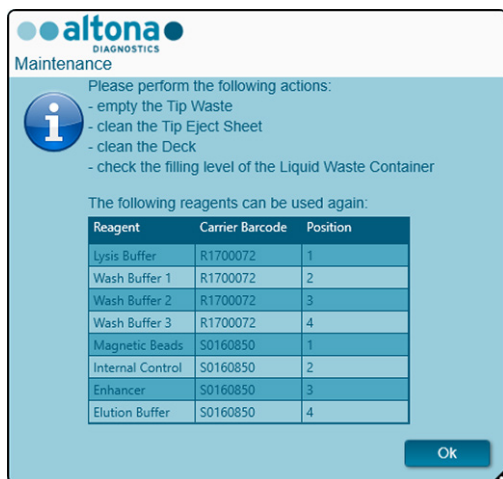 altona
DIAGNOSTICS
Maintenance
Please perform the following actions:
- empty the Tip Waste
- clean the Tip Eject Sheet
- clean the Deck
- check the filling level of the Liquid Waste Container
The following reagents can be used again:
Reagent Carrier Barcode Position
Lysis Buffer R1700072 1
Wash Buffer 1 R1700072 2
Wash Buffer 2 R1700072 3
Wash Buffer 3 R1700072 4
Magnetic Beads S0160850 1
Internal Control S0160850 2
Enhancer S0160850 3
Elution Buffer S0160850 4
Ok